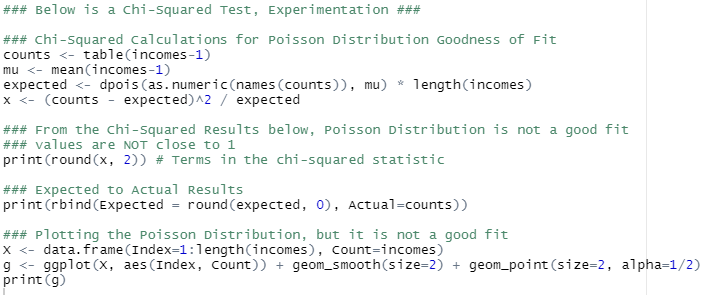 ### Below is a Chi-Squared Test, Experimentation ###
### Chi-Squared Calculations for Poisson Distribution Goodness of Fit
counts <- table(incomes-1)
mu <- mean(incomes-1)
expected <- dpois(as.numeric(names(counts)), mu) * length(incomes)
x <- (counts - expected)^2 / expected
### From the Chi-Squared Results below, Poisson Distribution is not a good fit
### values are NOT close to 1
print(round(x, 2)) # Terms in the chi-squared statistic
### Expected to Actual Results
print(rbind(Expected = round(expected, 0), Actual=counts))
### Plotting the Poisson Distribution, but it is not a good fit
X <- data.frame(Index=1:length(incomes), Count=incomes)
g <- ggplot(X, aes(Index, Count)) + geom_smooth(size=2) + geom_point(size=2, alpha=1/2)
print(g)